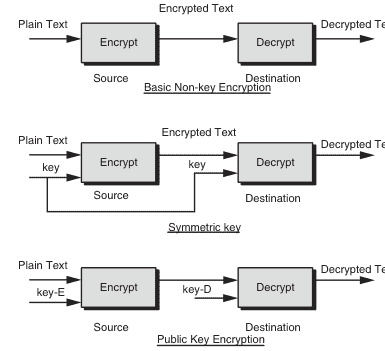 Encrypted Text
Plain Text Decrypted Te
Encrypt Decrypt
Source Destination
Basic Non-key Encryption
Encrypted Text
Plain Text Decrypted Te
key Encrypt key Decrypt
Source Destination
Symmetric key
Plain Text Decrypted Te
key-E Encrypt key-D Decrypt
Source Destination
Public Key Encryption